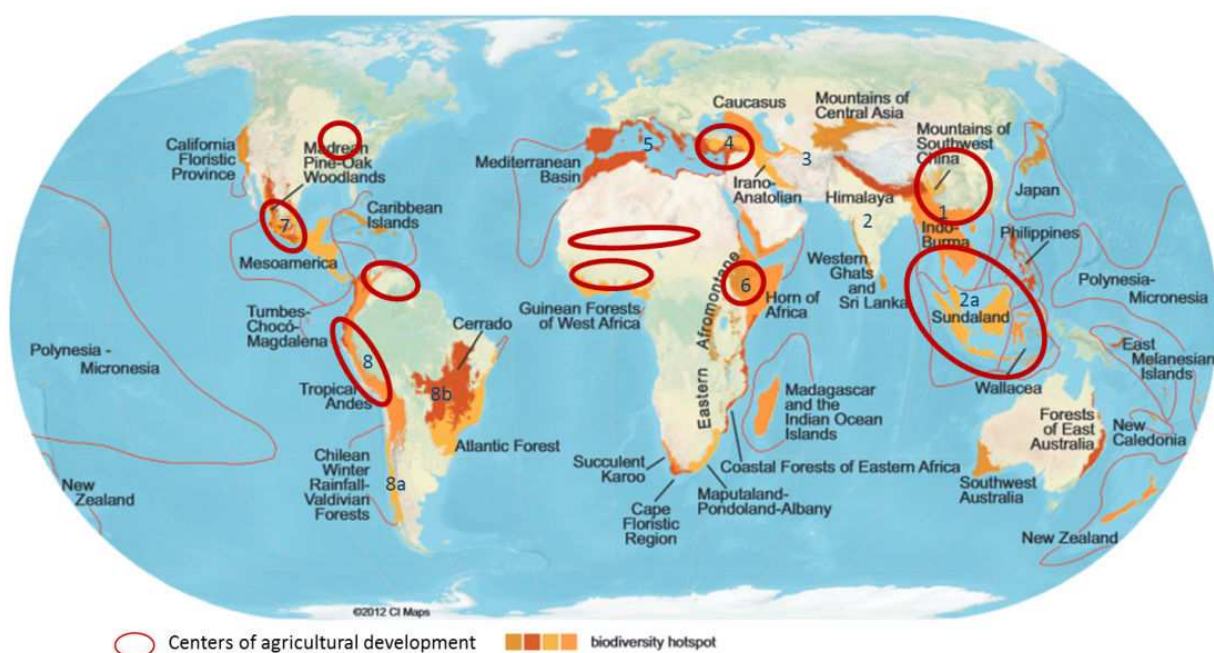 Caucasus
Mountains of
Central Asia
Mountains of
Southwest
China
California
Floristic
Province
Madrean
Pine-Oak
Woodlands
Mediterranean
Basin
5
4
3
Irano-
Anatolian
Himalaya
Japan
7
Caribbean
Islands
2
1
Indo-
Burma
Philippines
Mesoamerica
Western
Ghats
and
Sri Lanka
Polynesia-
Micronesia
Guinean Forests
of West Africa
6
Horn of
Africa
2a
Sundaland
Tumbes-
Chocó-
Magdalena
Cerrado
Polynesia -
Micronesia
8
Eastern Afromontane
East
Melanesian
Islands
Wallacea
Tropical
Andes
8b
Madagascar
and the
Indian Ocean
Islands
Forests
of East
Australia
New
Caledonia
Atlantic Forest
Chilean
Winter
Rainfall-
Valdivian
Forests
8a
Succulent
Karoo
Coastal Forests of Eastern Africa
Southwest
Australia
New
Zealand
Cape
Floristic
Region
Maputaland-
Pondoland-Albany
New Zealand
©2012 CI Maps
Centers of agricultural development
biodiversity hotspot